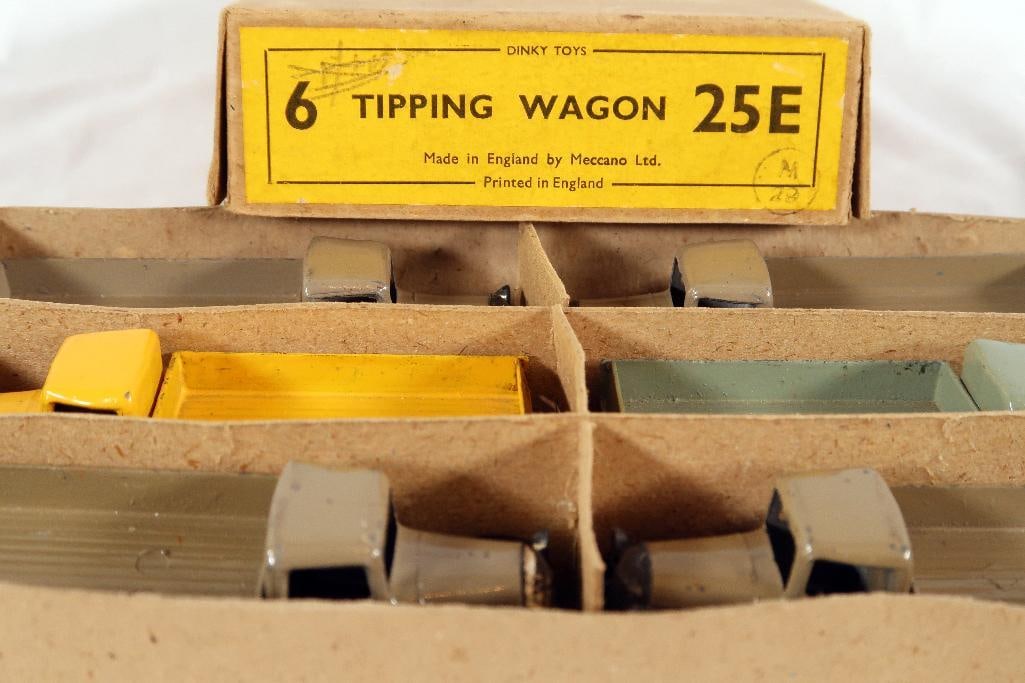 DINKY TOYS
6 TIPPING WAGON 25E
Made in England by Meccano Ltd.
Printed in England
M